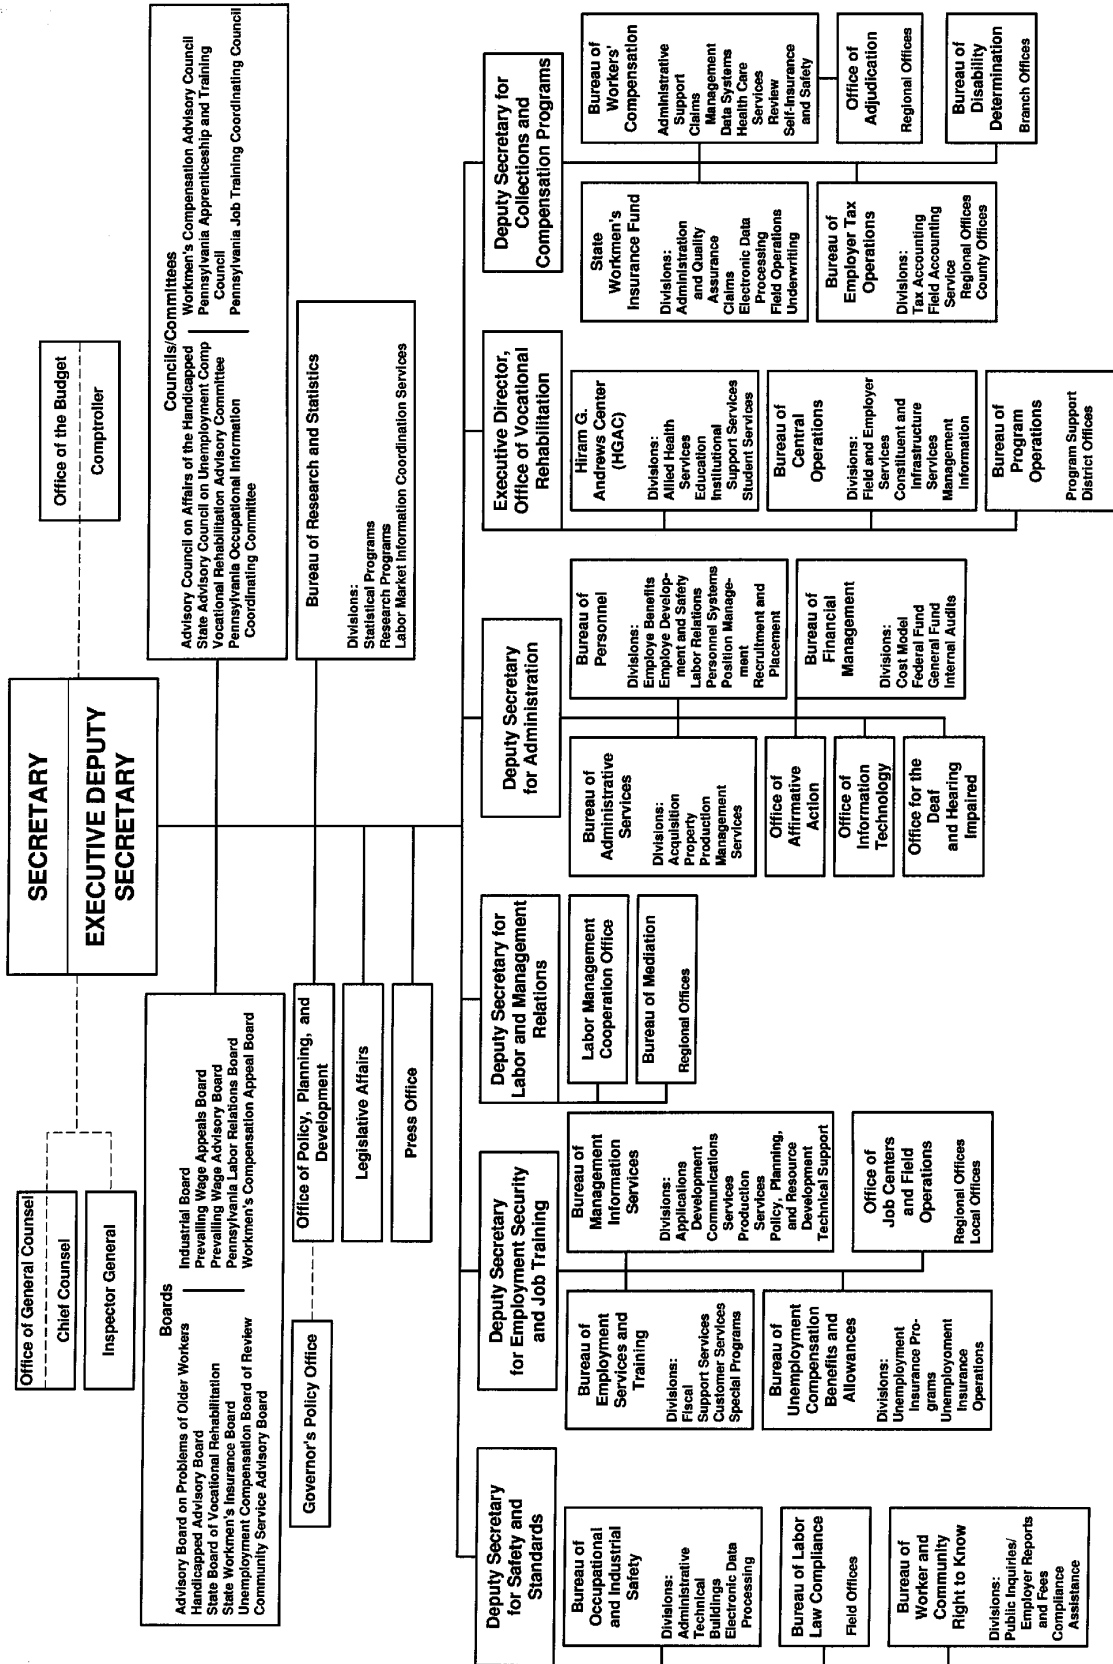 SECRETARY
EXECUTIVE DEPUTY
SECRETARY
Office of General Counsel
Chief Counsel
Inspector General
Office of the Budget
Comptroller
Boards
Advisory Board on Problems of Older Workers
Handicapped Advisory Board
State Board of Vocational Rehabilitation
State Workmen's Insurance Board
Unemployment Compensation Board of Review
Community Service Advisory Board
Industrial Board
Prevailing Wage Appeals Board
Prevailing Wage Advisory Board
Pennsylvania Labor Relations Board
Workmen's Compensation Appeal Board
Councils/Committees
Advisory Council on Affairs of the Handicapped
State Advisory Council on Unemployment Comp
Vocational Rehabilitation Advisory Committee
Pennsylvania Occupational Information
Coordinating Committee
Workmen's Compensation Advisory Council
Pennsylvania Apprenticeship and Training
Council
Pennsylvania Job Training Coordinating Council
Governor's Policy Office
Office of Policy, Planning, and
Development
Legislative Affairs
Press Office
Bureau of Research and Statistics
Divisions:
Statistical Programs
Research Programs
Labor Market Information Coordination Services
Deputy Secretary
for Safety and
Standards
Bureau of
Occupational
and Industrial
Safety
Divisions:
Administrative
Technical
Buildings
Electronic Data
Processing
Bureau of Labor
Law Compliance
Field Offices
Bureau of
Worker and
Community
Right to Know
Divisions:
Public Inquiries/
Employer Reports
and Fees
Compliance
Assistance
Deputy Secretary
for Employment Security
and Job Training
Bureau of
Employment
Services and
Training
Divisions:
Fiscal
Support Services
Customer Services
Special Programs
Bureau of
Management
Information
Services
Divisions:
Applications
Development
Communications
Services
Production
Services
Policy, Planning,
and Resource
Development
Technical Support
Bureau of
Unemployment
Compensation
Benefits and
Allowances
Divisions:
Unemployment
Insurance Pro-
grams
Unemployoment
Insurance
Operations
Office of
Job Centers
and Field
Operations
Regional Offices
Local Offices
Deputy Secretary for
Labor and Management
Relations
Labor Management
Cooperation Office
Bureau of Mediation
Regional Offices
Deputy Secretary
for Administration
Bureau of
Administrative
Services
Divisions:
Acquisition
Property
Production
Management
Services
Bureau of
Personnel
Divisions:
Employe Benefits
Employe Develop-
ment and Safety
Labor Relations
Personnel Systems
Position Manage-
ment
Recruitment and
Placement
Office of
Affirmative
Action
Office of
Information
Technology
Office for the
Deaf
and Hearing
Impaired
Bureau of
Financial
Management
Divisions:
Cost Model
Federal Fund
General Fund
Internal Audits
Executive Director,
Office of Vocational
Rehabilitation
Hiram G.
Andrews Center
(HGAC)
Divisions:
Allied Health
Services
Education
Institutional
Support Services
Student Services
Bureau of
Central
Operations
Divisions:
Field and Employer
Services
Constituent and
Infrastructure
Services
Management
Information
Bureau of
Program
Operations
Program Support
District Offices
Deputy Secretary for
Collections and
Compensation Programs
State
Workmen's
Insurance Fund
Divisions:
Administration
and Quality
Assurance
Claims
Electronic Data
Processing
Field Operations
Underwriting
Bureau of
Workers'
Compensation
Administrative
Support
Claims
Management
Data Systems
Health Care
Services
Review
Self-Insurance
and Safety
Office of
Adjudication
Regional Offices
Bureau of
Employer Tax
Operations
Divisions:
Tax Accounting
Field Accounting
Service
Regional Offices
County Offices
Bureau of
Disability
Determination
Branch Offices